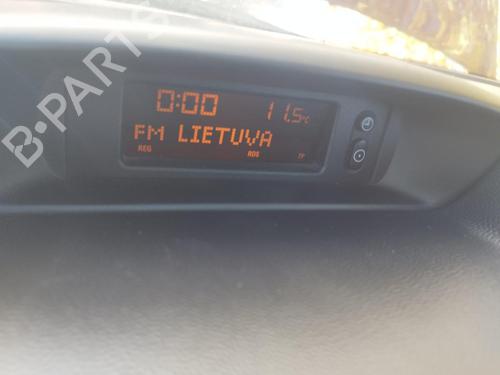 B-PARTS
0:00 11.5°C
FM LIETUVA
REG RDS TP